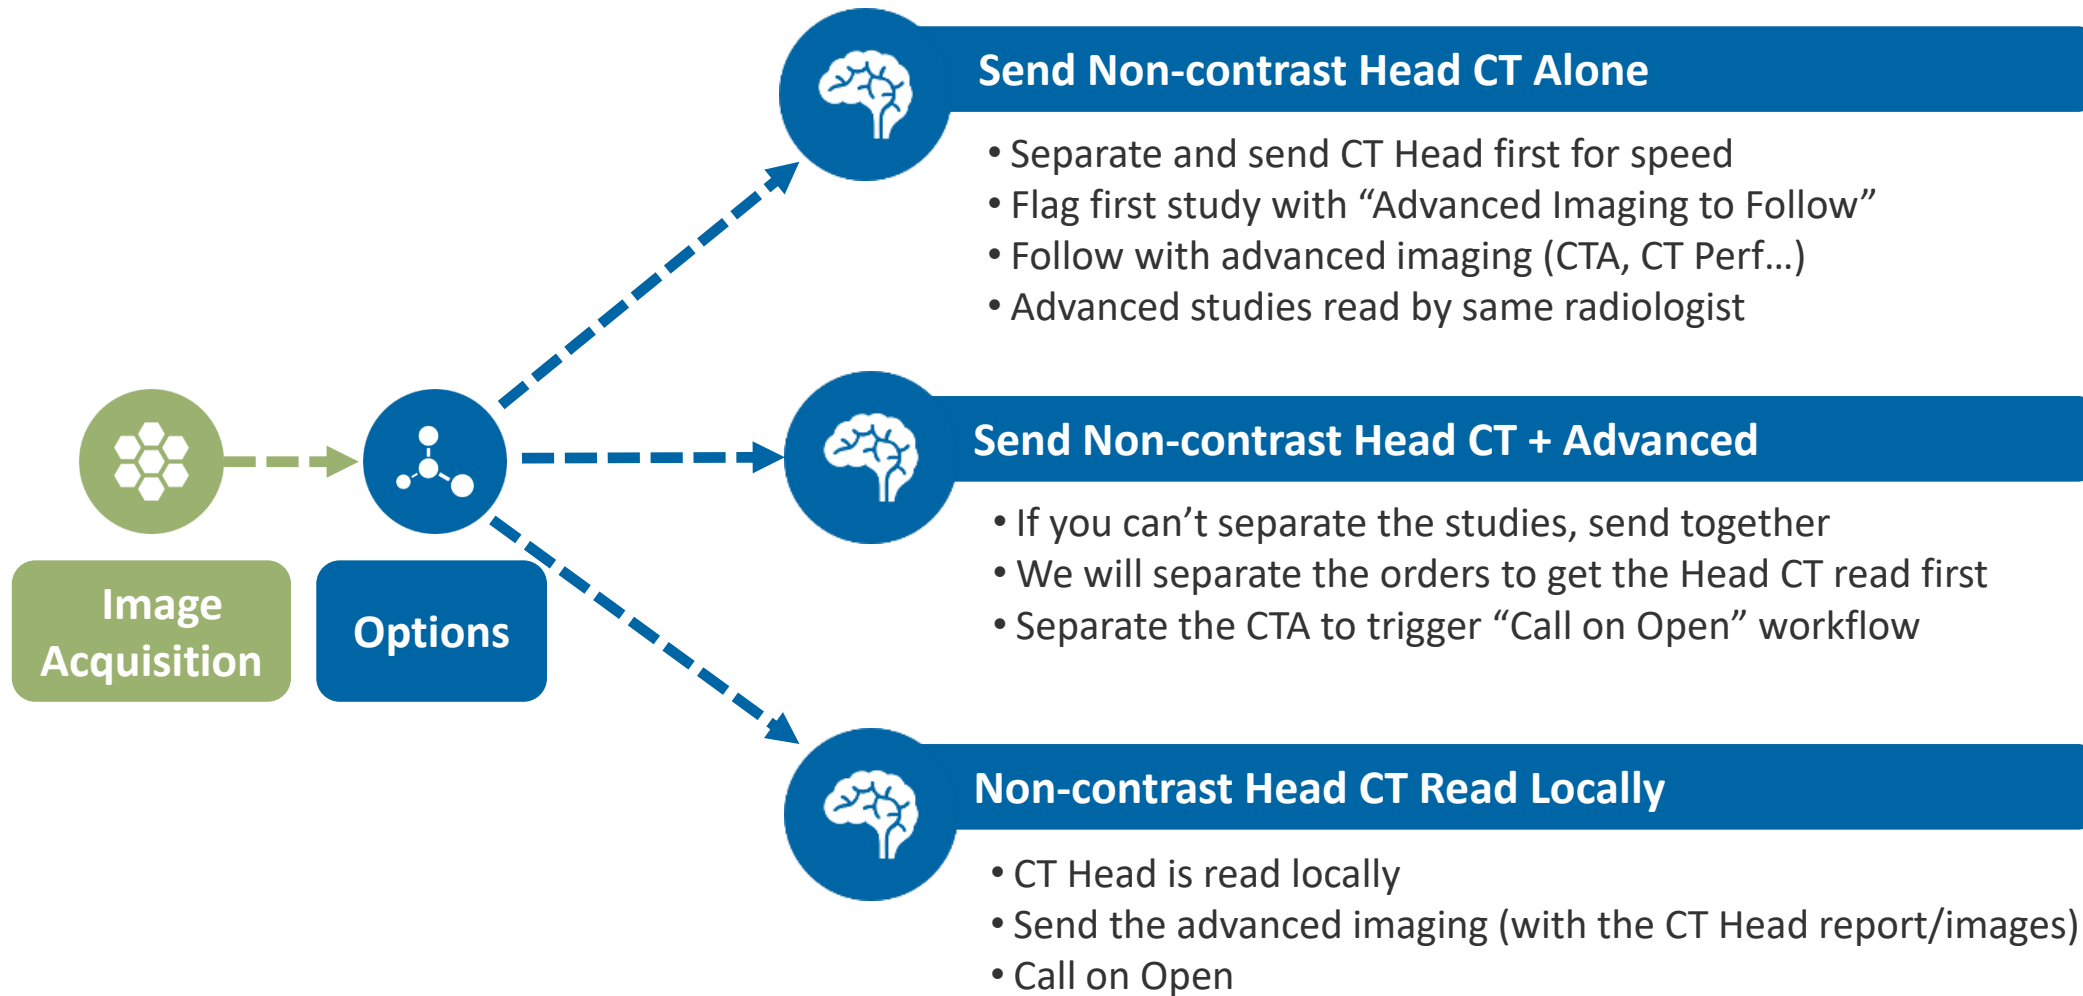 Send Non-contrast Head CT Alone
• Separate and send CT Head first for speed
• Flag first study with “Advanced Imaging to Follow”
• Follow with advanced imaging (CTA, CT Perf…)
• Advanced studies read by same radiologist
Image
Acquisition
Options
Send Non-contrast Head CT + Advanced
• If you can’t separate the studies, send together
• We will separate the orders to get the Head CT read first
• Separate the CTA to trigger “Call on Open” workflow
Non-contrast Head CT Read Locally
• CT Head is read locally
• Send the advanced imaging (with the CT Head report/images)
• Call on Open